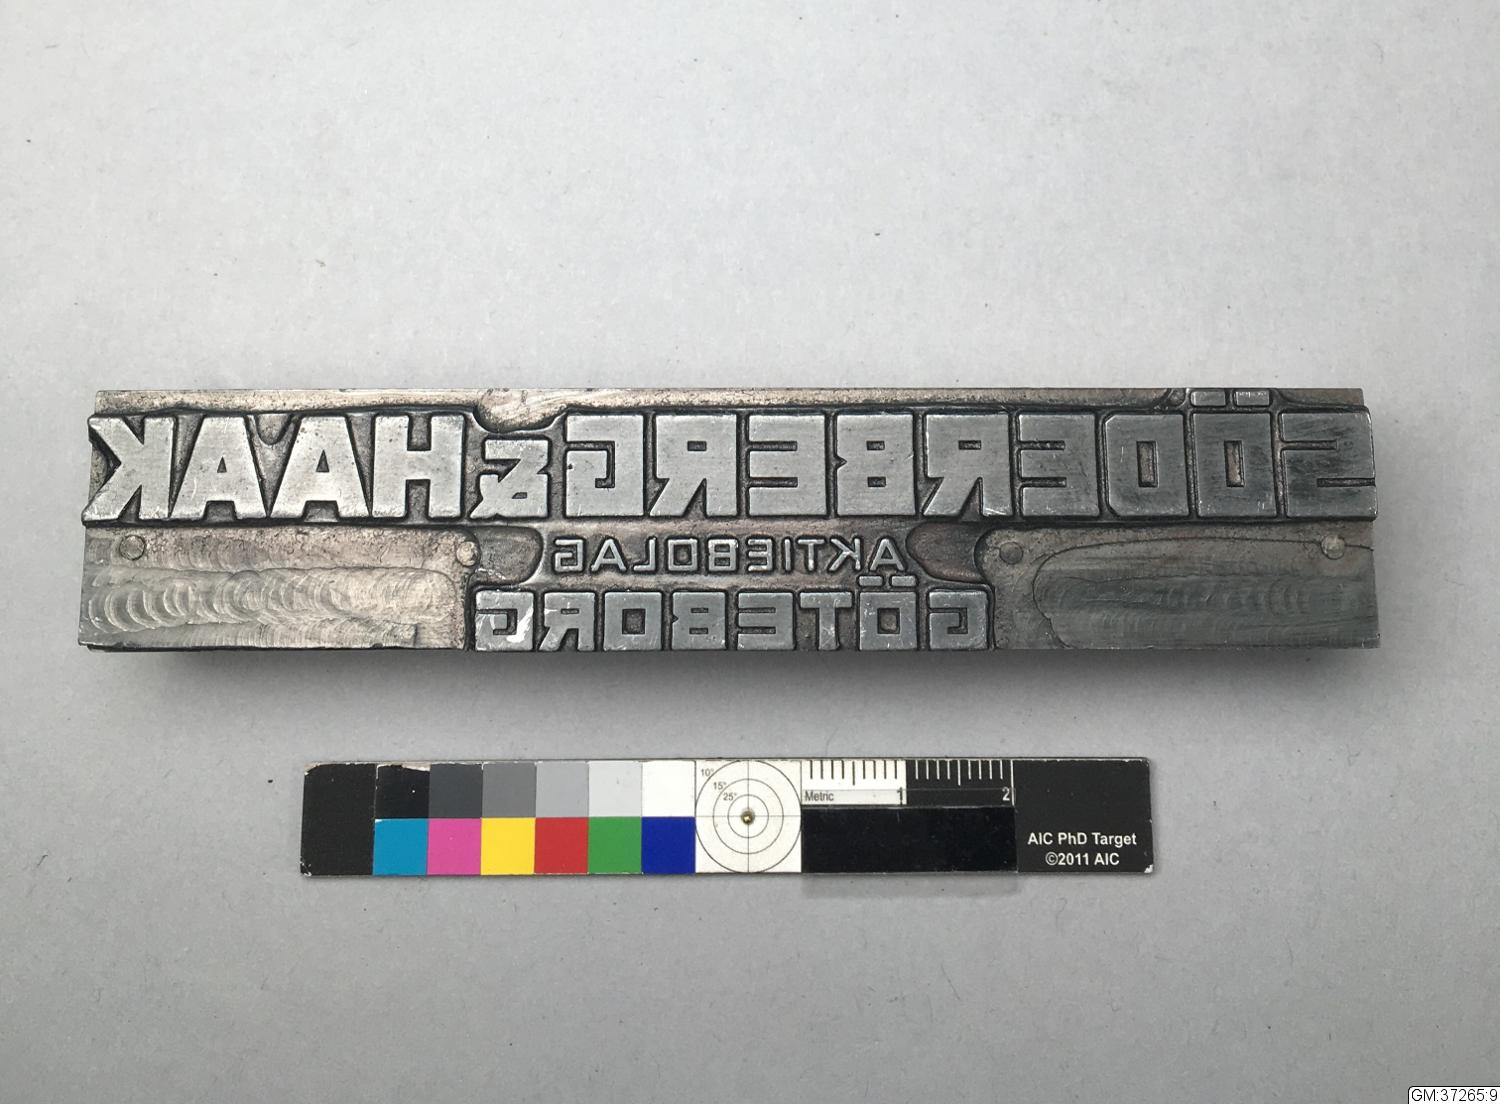 SÖDERBERG & HAAK
AKTIEBOLAG
GÖTEBORG
10°
15°
25°
Metric 1 2
AIC PhD Target
©2011 AIC
GM:37265:9